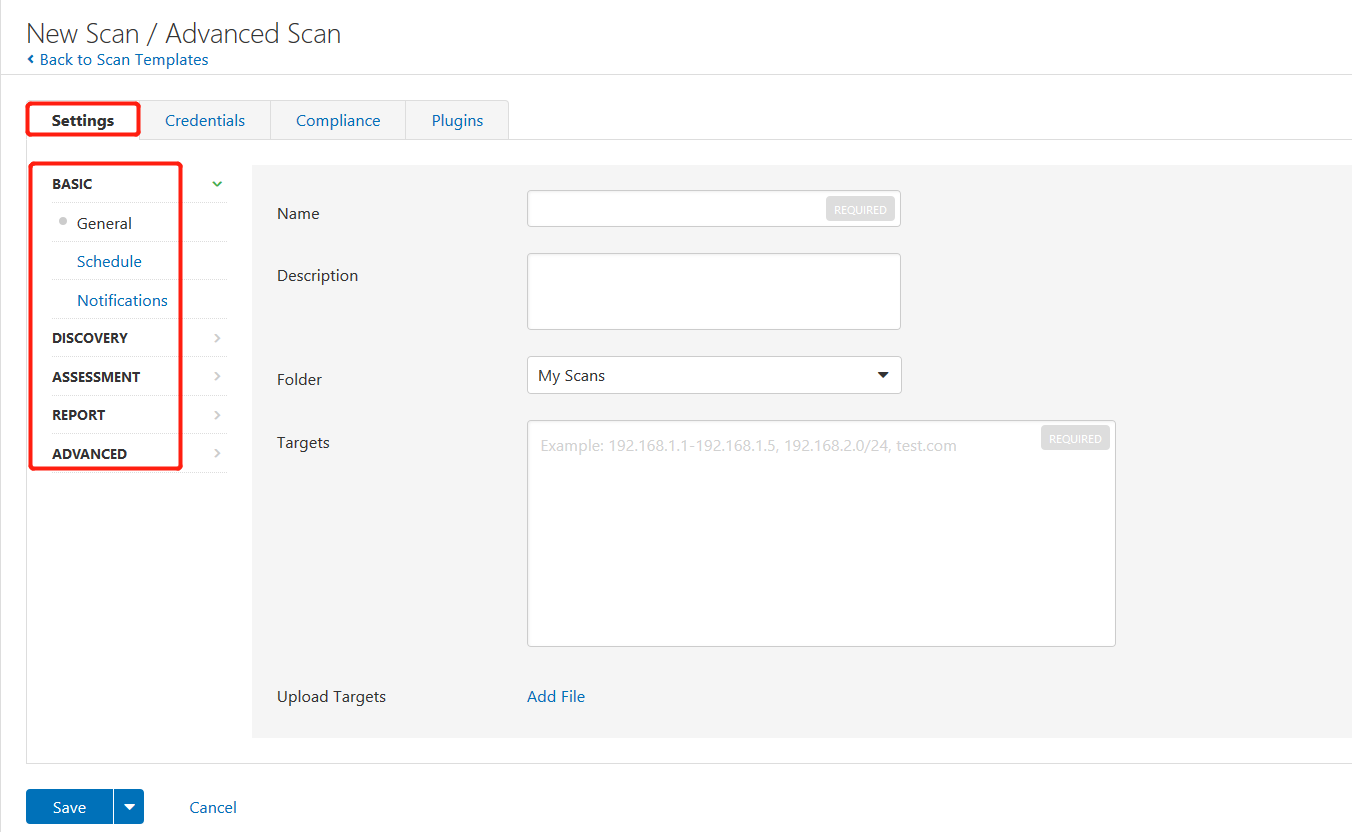 New Scan / Advanced Scan
Back to Scan Templates
Settings
Credentials
Compliance
Plugins
BASIC
General
Schedule
Notifications
DISCOVERY
ASSESSMENT
REPORT
ADVANCED
Name
REQUIRED
Description
Folder
My Scans
Targets
Example: 192.168.1.1-192.168.1.5, 192.168.2.0/24, test.com
REQUIRED
Upload Targets
Add File
Save
Cancel